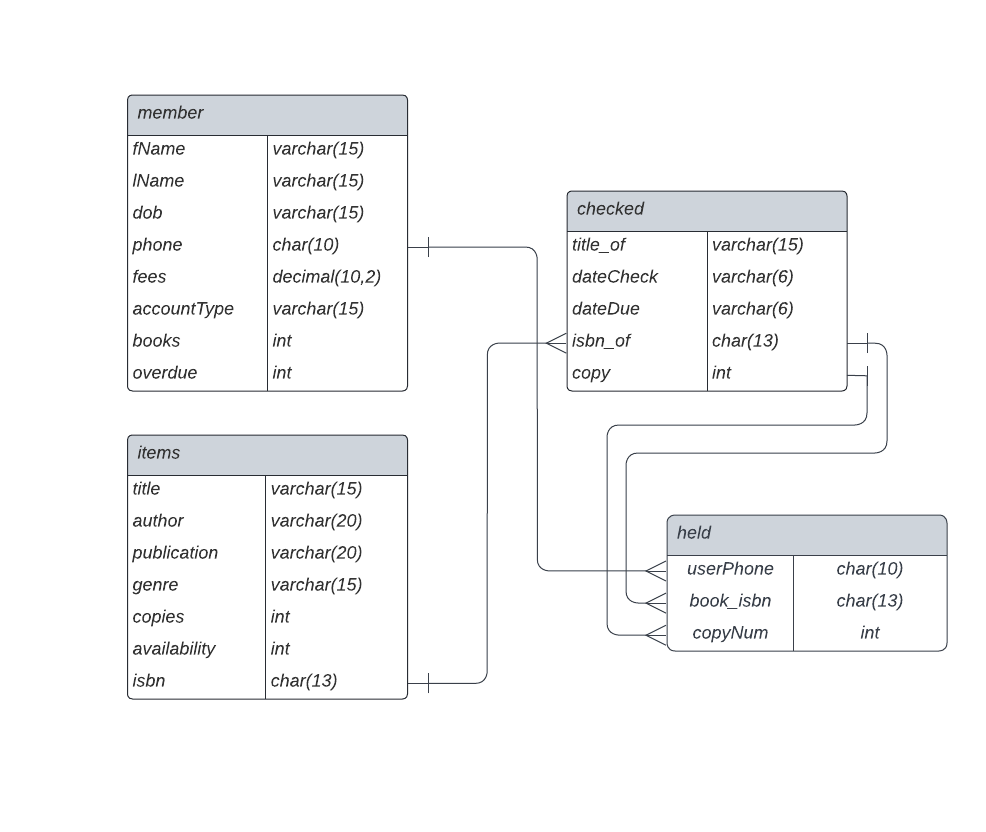 member
fName varchar(15)
lName varchar(15)
dob varchar(15)
phone char(10)
fees decimal(10,2)
accountType varchar(15)
books int
overdue int
checked
title_of varchar(15)
dateCheck varchar(6)
dateDue varchar(6)
isbn_of char(13)
copy int
items
title varchar(15)
author varchar(20)
publication varchar(20)
genre varchar(15)
copies int
availability int
isbn char(13)
held
userPhone char(10)
book_isbn char(13)
copyNum int